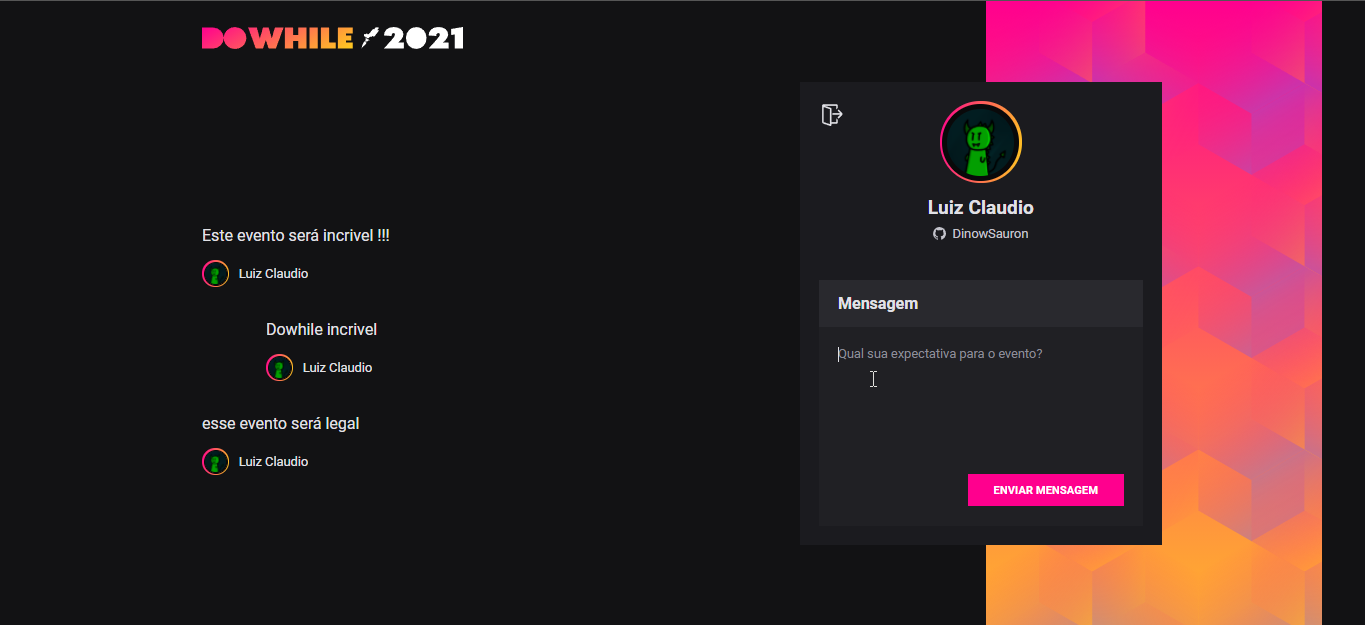 DOWHILE 2021
Este evento será incrivel !!!
Luiz Claudio
Dowhile incrivel
Luiz Claudio
esse evento será legal
Luiz Claudio
Luiz Claudio
DinowSauron
Mensagem
Qual sua expectativa para o evento?
ENVIAR MENSAGEM